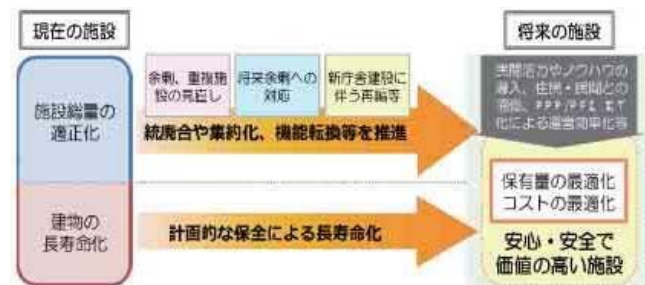 現在の施設
将来の施設
施設総量の
適正化
余剰、重複施
設の見直し
将来余剰への
対応
新庁舎建設に
伴う再編等
統廃合や集約化、機能転換等を推進
民間活力やノウハウの
導入、住民・民間との
PPP/PFI
化による運営効率化等
建物の
長寿命化
計画的な保全による長寿命化
保有量の最適化
コストの最適化
安心・安全で
価値の高い施設